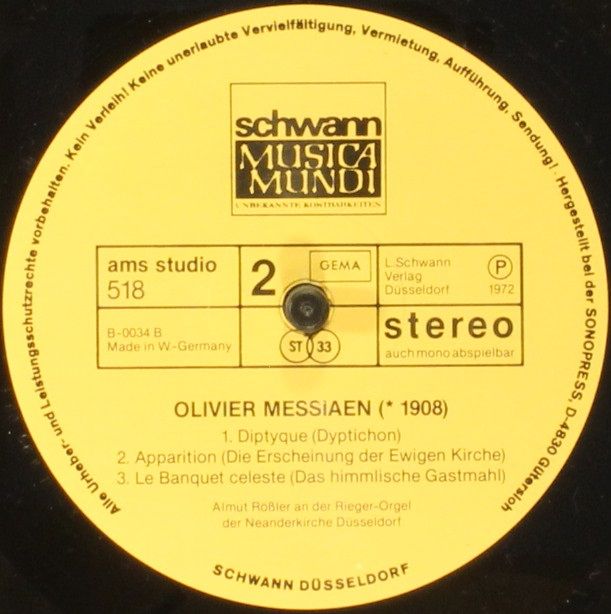 Alle Urheber- und Leistungsschutzrechte vorbehalten. Kein Verleih! Keine unerlaubte Vervielfältigung, Vermietung, Aufführung, Sendung! · Hergestellt bei der SONOPRESS, D-4830 Gütersloh
schwann
MUSICA
MUNDI
UNBEKANNTE KOSTBARKEITEN
ams studio
518
2
GEMA
L. Schwann
Verlag
Düsseldorf
P
1972
B-0034 B
Made in W.-Germany
ST 33
stereo
auch mono abspielbar
OLIVIER MESSIAEN (* 1908)
1. Diptyque (Dyptichon)
2. Apparition (Die Erscheinung der Ewigen Kirche)
3. Le Banquet celeste (Das himmlische Gastmahl)
Almut Rößler an der Rieger-Orgel
der Neanderkirche Düsseldorf
SCHWANN DÜSSELDORF